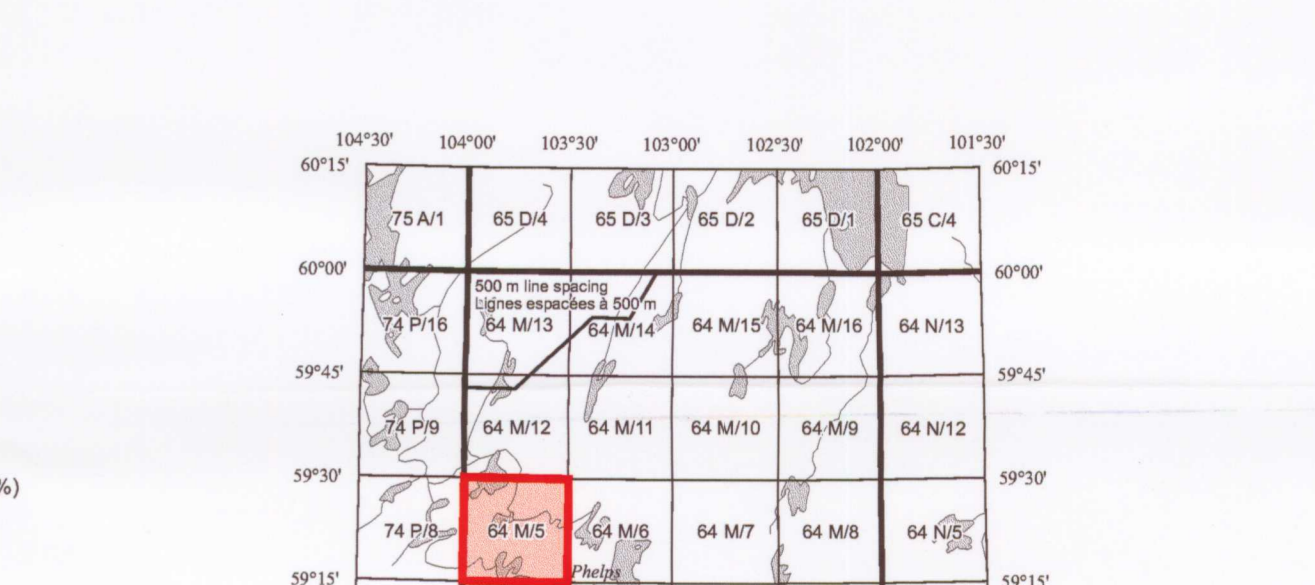 104°30' 104°00' 103°30' 103°00' 102°30' 102°00' 101°30'
60°15' 60°15'
75 A/1 65 D/4 65 D/3 65 D/2 65 D/1 65 C/4
60°00' 60°00'
500 m line spacing
Lignes espacées à 500 m
74 P/16 64 M/13 64 M/14 64 M/15 64 M/16 64 N/13
59°45' 59°45'
74 P/9 64 M/12 64 M/11 64 M/10 64 M/9 64 N/12
59°30' 59°30'
%)
74 P/8 64 M/5 64 M/6 64 M/7 64 M/8 64 N/5
Phelps
59°15' 59°15'